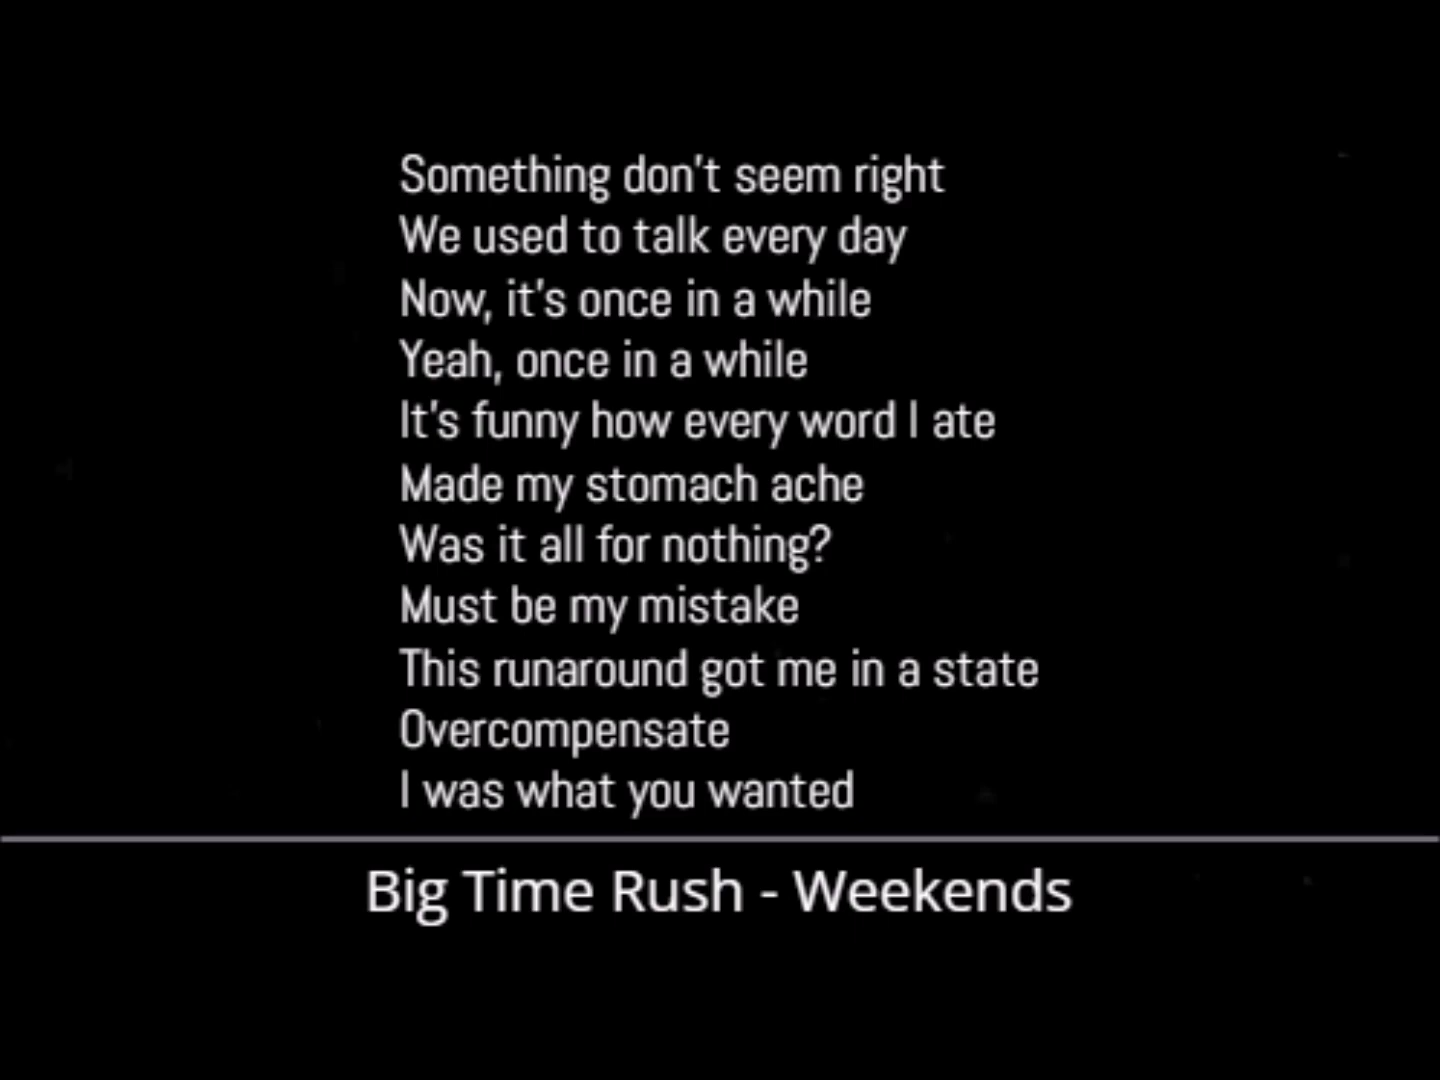 Something don't seem right
We used to talk every day
Now, it's once in a while
Yeah, once in a while
It's funny how every word I ate
Made my stomach ache
Was it all for nothing?
Must be my mistake
This runaround got me in a state
Overcompensate
I was what you wanted
Big Time Rush - Weekends